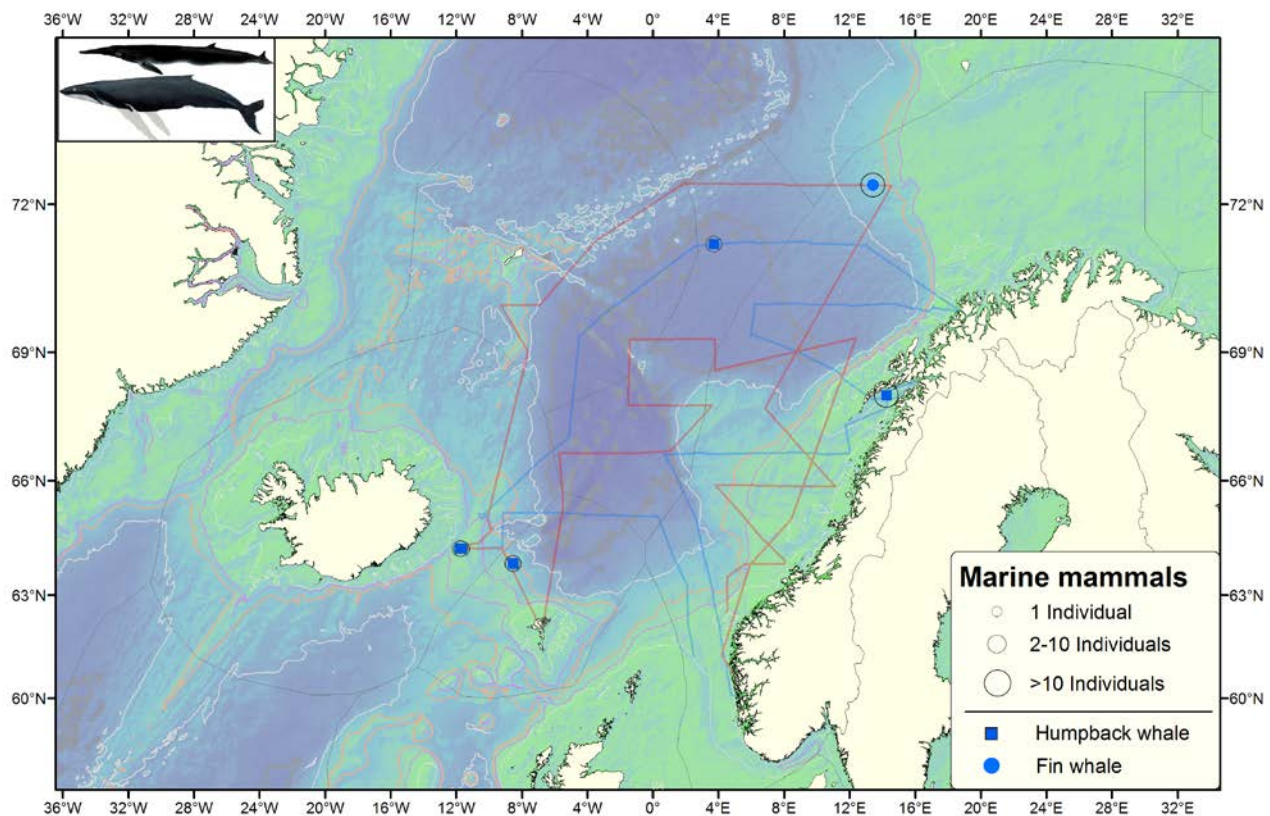 36°W 32°W 28°W 24°W 20°W 16°W 12°W 8°W 4°W 0° 4°E 8°E 12°E 16°E 20°E 24°E 28°E 32°E
72°N 72°N
69°N 69°N
66°N 66°N
63°N 63°N
60°N 60°N
Marine mammals
1 Individual
2-10 Individuals
>10 Individuals
Humpback whale
Fin whale
36°W 32°W 28°W 24°W 20°W 16°W 12°W 8°W 4°W 0° 4°E 8°E 12°E 16°E 20°E 24°E 28°E 32°E